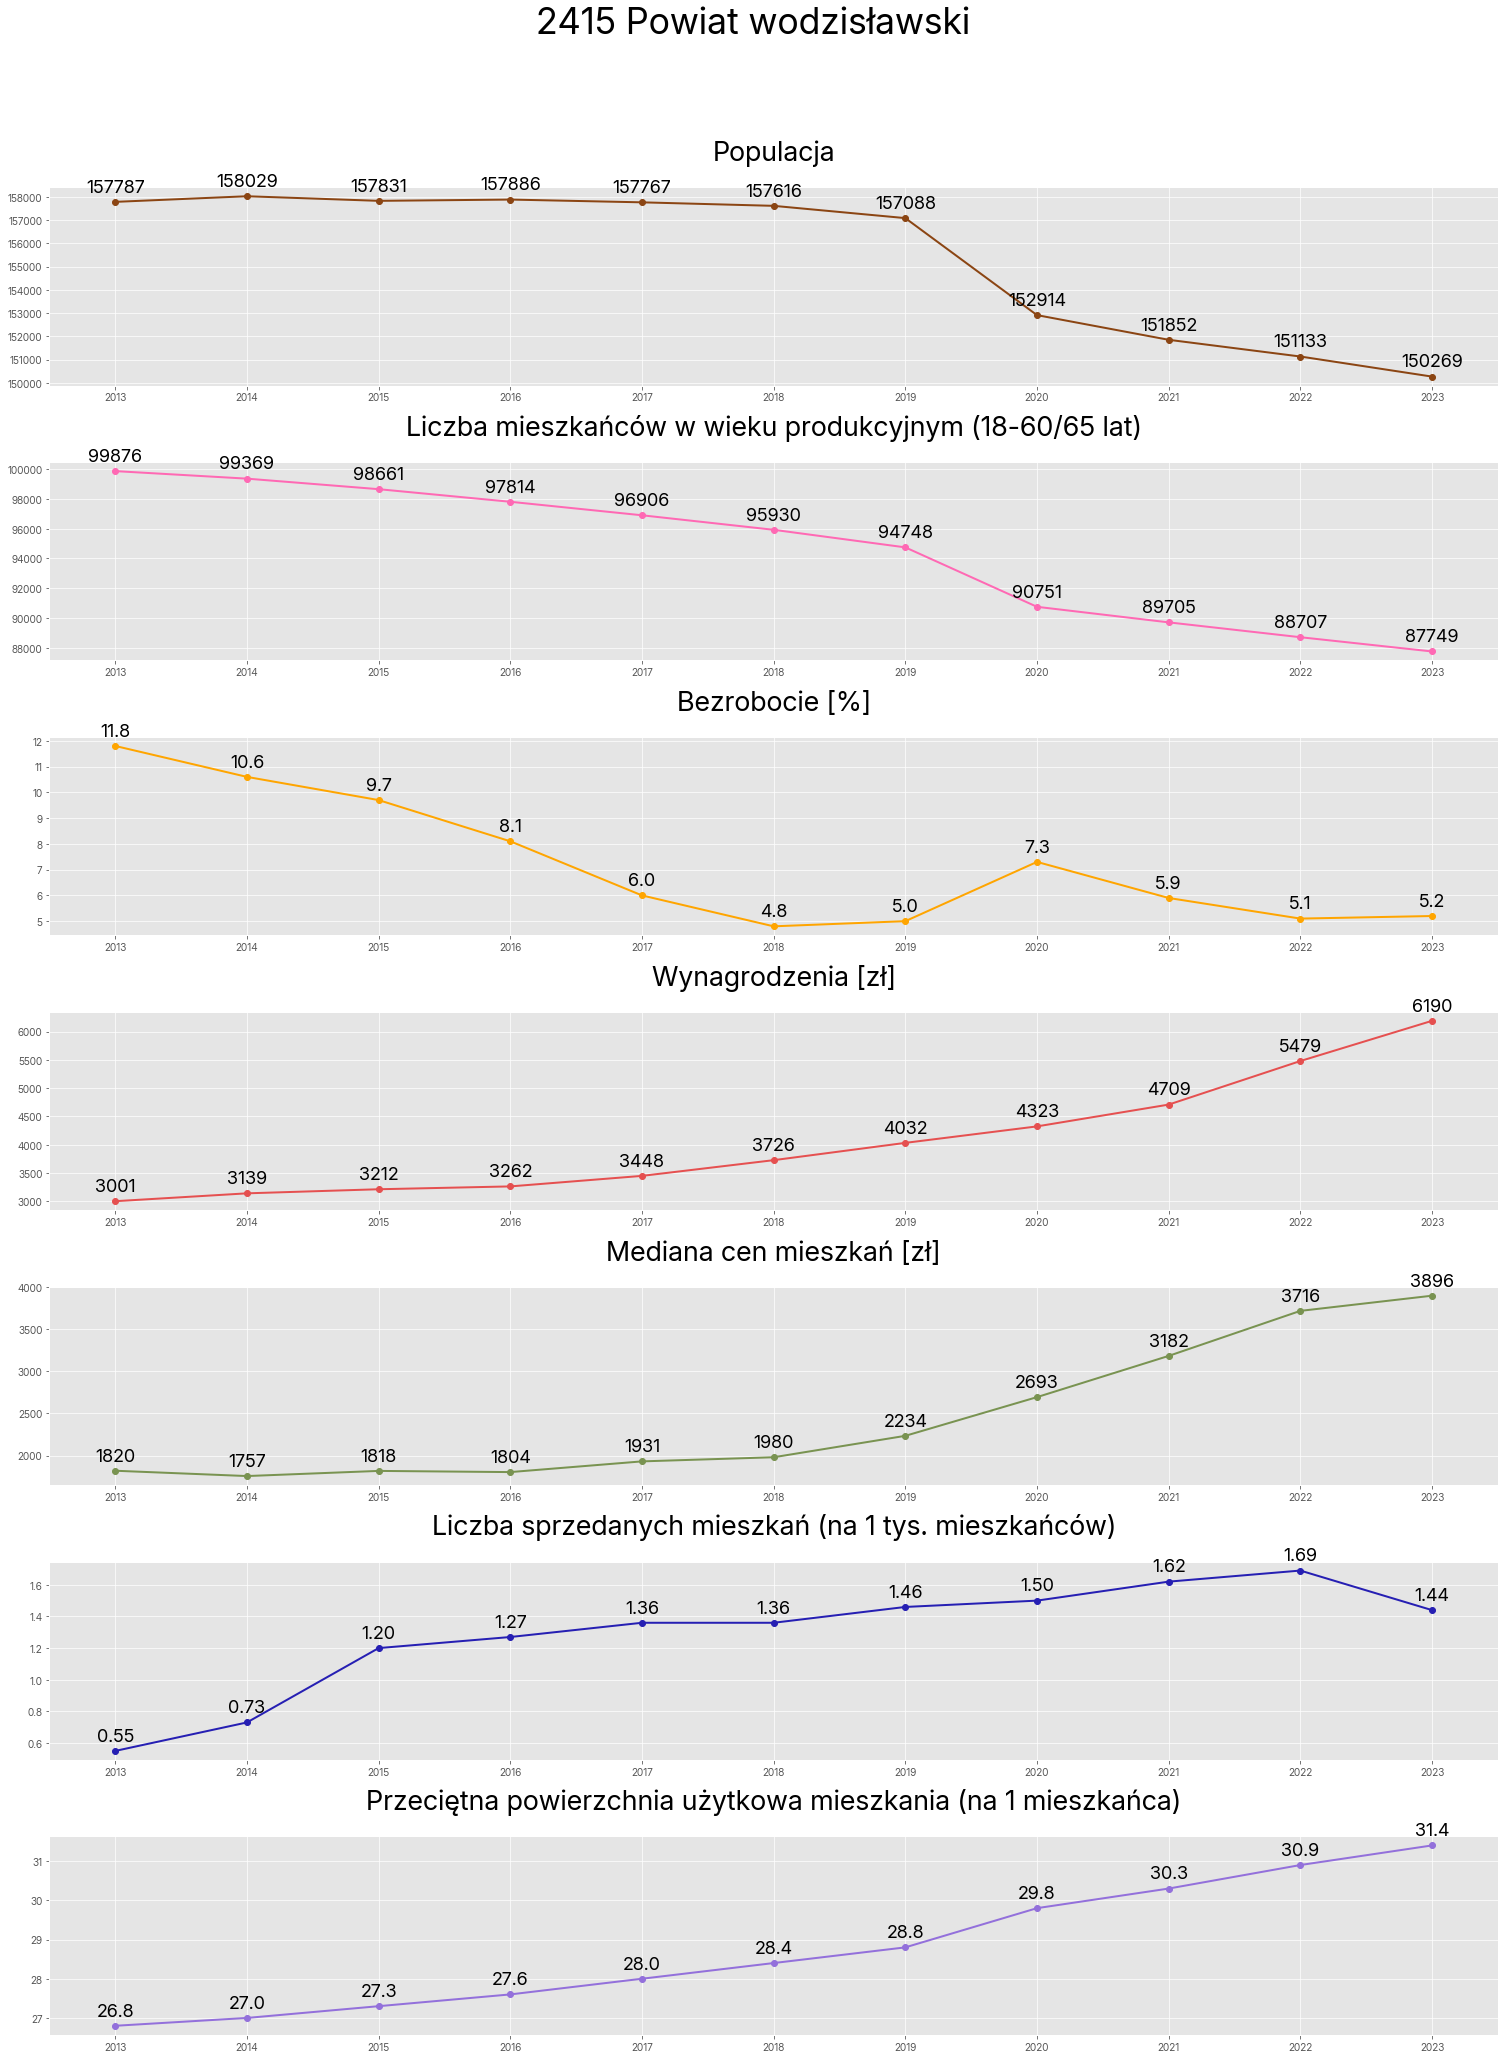 2415 Powiat wodzisławski
Populacja
157787 158029 157831 157886 157767 157616 157088 152914 151852 151133 150269
158000
157000
156000
155000
154000
153000
152000
151000
150000
2013 2014 2015 2016 2017 2018 2019 2020 2021 2022 2023
Liczba mieszkańców w wieku produkcyjnym (18-60/65 lat)
99876 99369 98661 97814 96906 95930 94748 90751 89705 88707 87749
100000
98000
96000
94000
92000
90000
88000
2013 2014 2015 2016 2017 2018 2019 2020 2021 2022 2023
Bezrobocie [%]
11.8 10.6 9.7 8.1 6.0 4.8 5.0 7.3 5.9 5.1 5.2
12
11
10
9
8
7
6
5
2013 2014 2015 2016 2017 2018 2019 2020 2021 2022 2023
Wynagrodzenia [zł]
3001 3139 3212 3262 3448 3726 4032 4323 4709 5479 6190
6000
5500
5000
4500
4000
3500
3000
2013 2014 2015 2016 2017 2018 2019 2020 2021 2022 2023
Mediana cen mieszkań [zł]
1820 1757 1818 1804 1931 1980 2234 2693 3182 3716 3896
4000
3500
3000
2500
2000
2013 2014 2015 2016 2017 2018 2019 2020 2021 2022 2023
Liczba sprzedanych mieszkań (na 1 tys. mieszkańców)
0.55 0.73 1.20 1.27 1.36 1.36 1.46 1.50 1.62 1.69 1.44
1.6
1.4
1.2
1.0
0.8
0.6
2013 2014 2015 2016 2017 2018 2019 2020 2021 2022 2023
Przeciętna powierzchnia użytkowa mieszkania (na 1 mieszkańca)
26.8 27.0 27.3 27.6 28.0 28.4 28.8 29.8 30.3 30.9 31.4
31
30
29
28
27
2013 2014 2015 2016 2017 2018 2019 2020 2021 2022 2023